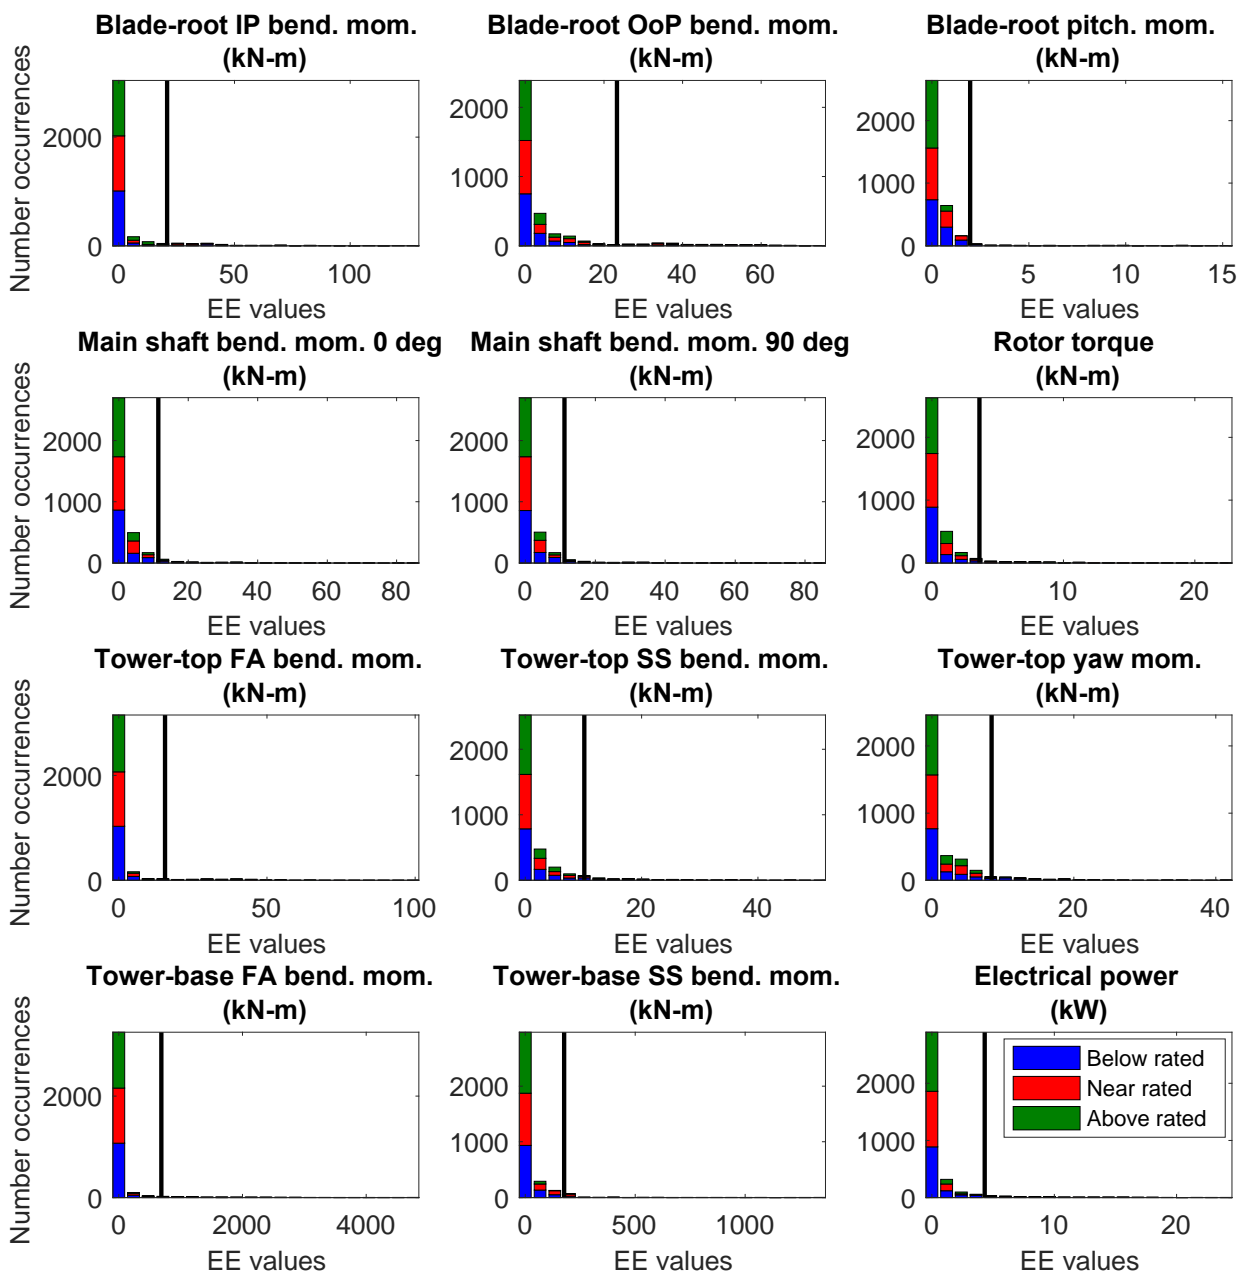 Blade-root IP bend. mom.
(kN-m)
Number occurrences
2000
0
0 50 100
EE values
Blade-root OoP bend. mom.
(kN-m)
2000
1000
0
0 20 40 60
EE values
Blade-root pitch. mom.
(kN-m)
2000
1000
0
0 5 10 15
EE values
Main shaft bend. mom. 0 deg
(kN-m)
Number occurrences
2000
1000
0
0 20 40 60 80
EE values
Main shaft bend. mom. 90 deg
(kN-m)
2000
1000
0
0 20 40 60 80
EE values
Rotor torque
(kN-m)
2000
1000
0
0 10 20
EE values
Tower-top FA bend. mom.
(kN-m)
Number occurrences
2000
0
0 50 100
EE values
Tower-top SS bend. mom.
(kN-m)
2000
1000
0
0 20 40
EE values
Tower-top yaw mom.
(kN-m)
2000
1000
0
0 20 40
EE values
Tower-base FA bend. mom.
(kN-m)
Number occurrences
2000
0
0 2000 4000
EE values
Tower-base SS bend. mom.
(kN-m)
2000
1000
0
0 500 1000
EE values
Electrical power
(kW)
2000
1000
0
0 10 20
EE values
Below rated
Near rated
Above rated